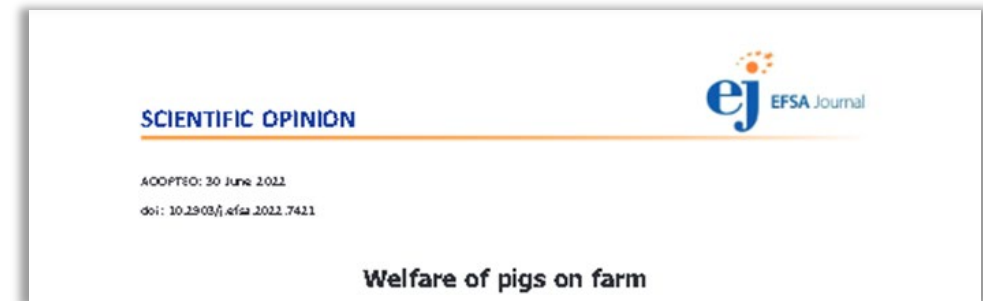 ej EFSA Journal
SCIENTIFIC OPINION
ADOPTED: 30 June 2022
doi: 10.2903/j.efsa.2022.7421
Welfare of pigs on farm